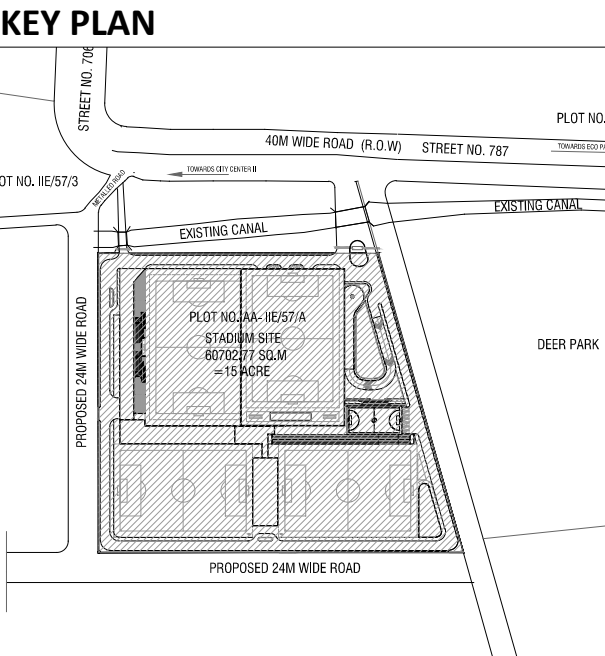 KEY PLAN
STREET NO. 706
PLOT NO.
40M WIDE ROAD (R.O.W) STREET NO. 787
TOWARDS ECO PA
TOWARDS CITY CENTER II
OT NO. IIE/57/3
METALLED ROAD
EXISTING CANAL
EXISTING CANAL
PLOT NO. AA- IIE/57/A
STADIUM SITE
60702.77 SQ.M
=15 ACRE
DEER PARK
PROPOSED 24M WIDE ROAD
PROPOSED 24M WIDE ROAD